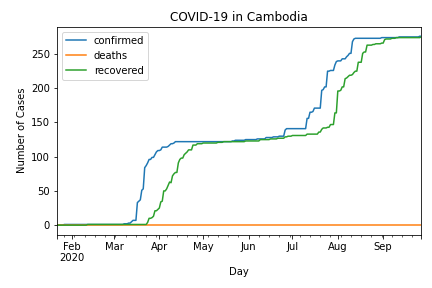 COVID-19 in Cambodia
confirmed
deaths
recovered
Number of Cases
250
200
150
100
50
0
Feb Mar Apr May Jun Jul Aug Sep
2020
Day